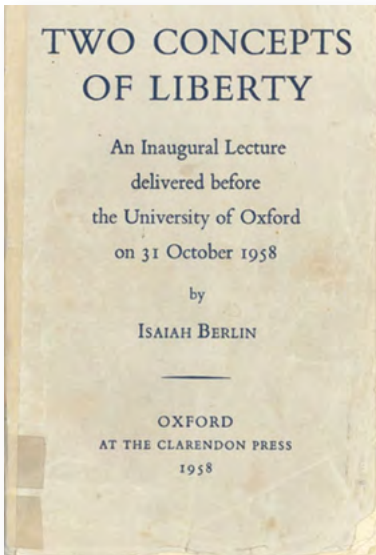 TWO CONCEPTS
OF LIBERTY
An Inaugural Lecture
delivered before
the University of Oxford
on 31 October 1958
by
ISAIAH BERLIN
OXFORD
AT THE CLARENDON PRESS
1958